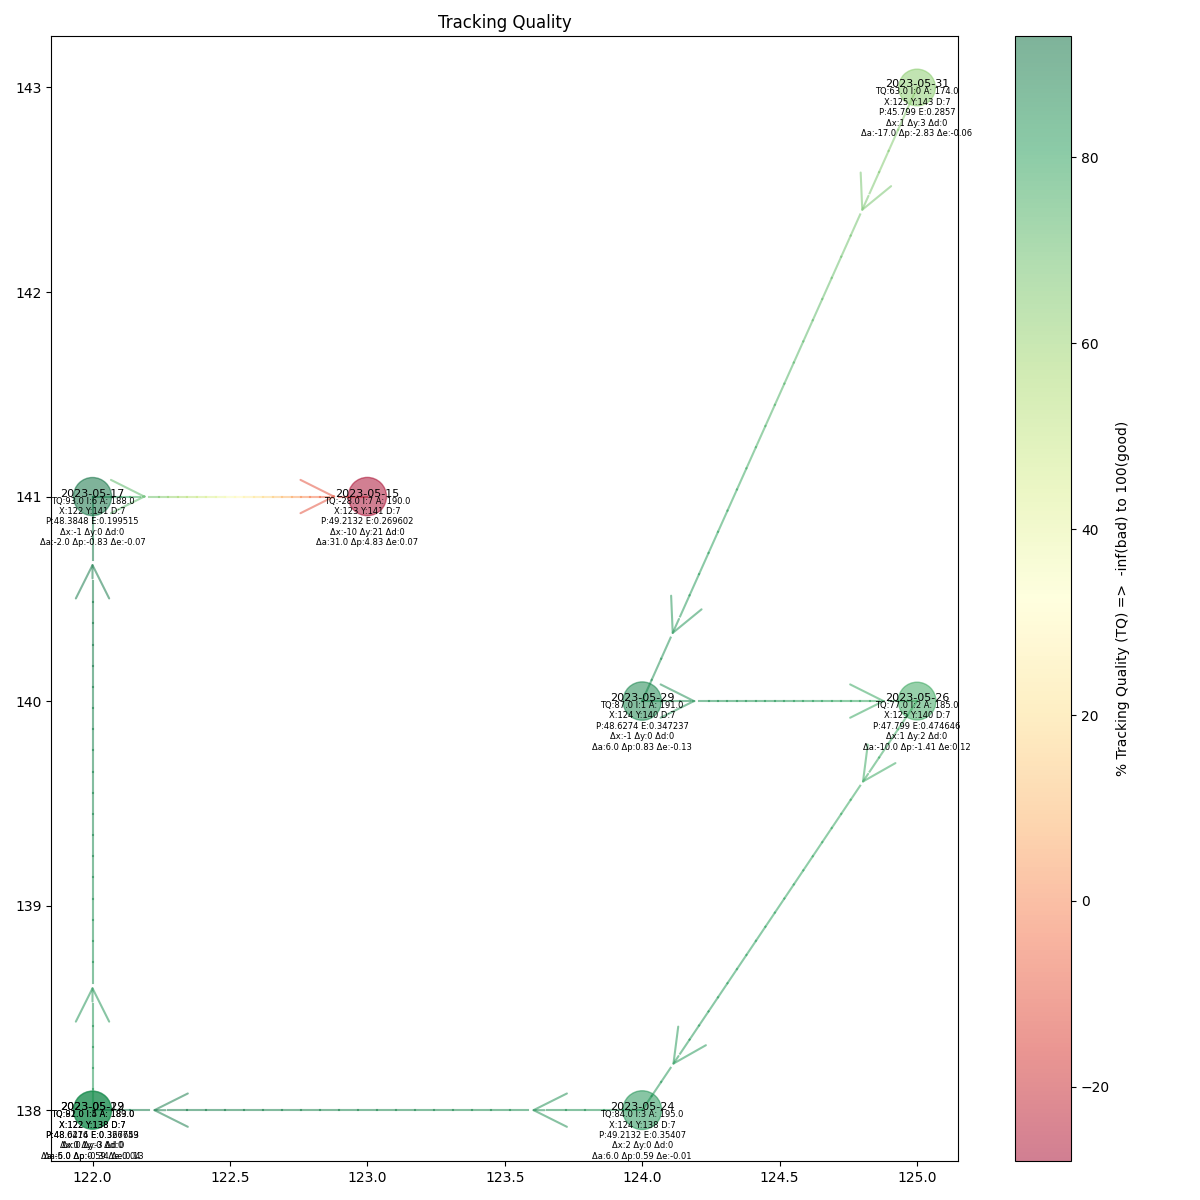 Tracking Quality
143
142
141
140
139
138
122.0
122.5
123.0
123.5
124.0
124.5
125.0
2023-05-31
TQ:63.0 I:0 A: 174.0
X:125 Y:143 D:7
P:45.799 E:0.2857
Δx:1 Δy:3 Δd:0
Δa:-17.0 Δp:-2.83 Δe:-0.06
2023-05-17
TQ:93.0 I:6 A: 188.0
X:122 Y:141 D:7
P:48.3848 E:0.199515
Δx:-1 Δy:0 Δd:0
Δa:-2.0 Δp:-0.83 Δe:-0.07
2023-05-15
TQ:-28.0 I:7 A: 190.0
X:123 Y:141 D:7
P:49.2132 E:0.269602
Δx:-10 Δy:21 Δd:0
Δa:31.0 Δp:4.83 Δe:0.07
2023-05-29
TQ:87.0 I:1 A: 191.0
X:124 Y:140 D:7
P:48.6274 E:0.347237
Δx:-1 Δy:0 Δd:0
Δa:6.0 Δp:0.83 Δe:-0.13
2023-05-26
TQ:77.0 I:2 A: 185.0
X:125 Y:140 D:7
P:47.799 E:0.474646
Δx:1 Δy:2 Δd:0
Δa:-10.0 Δp:-1.41 Δe:0.12
2023-05-24
TQ:84.0 I:3 A: 195.0
X:124 Y:138 D:7
P:49.2132 E:0.35407
Δx:2 Δy:0 Δd:0
Δa:6.0 Δp:0.59 Δe:-0.01
X:122 Y:138 D:7
80
60
40
20
0
−20
% Tracking Quality (TQ) => -inf(bad) to 100(good)